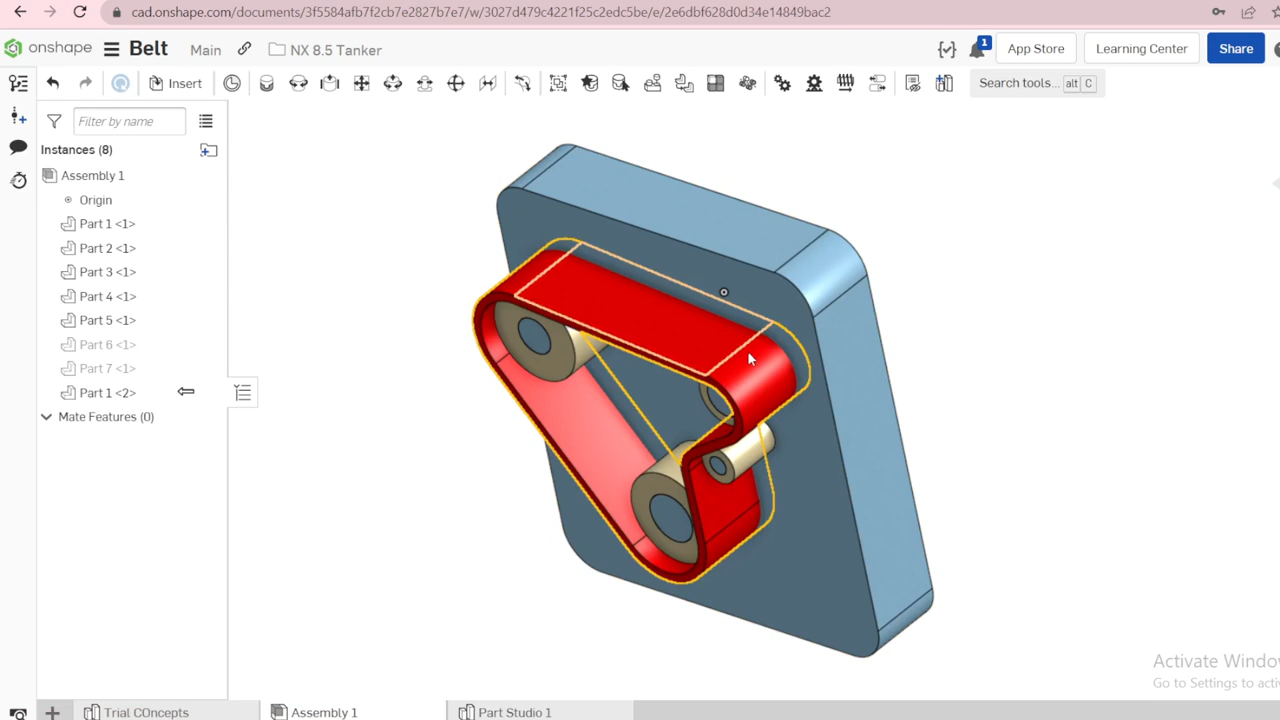 cad.onshape.com/documents/3f5584afb7f2cb7e2827b7e7/w/3027d479c4221f25c2edc5be/e/2e6dbf628d0d34e14849bac2
onshape Belt Main NX 8.5 Tanker 1 App Store Learning Center Share
Insert Search tools... alt C
Filter by name
Instances (8)
Assembly 1
Origin
Part 1 <1>
Part 2 <1>
Part 3 <1>
Part 4 <1>
Part 5 <1>
Part 6 <1>
Part 7 <1>
Part 1 <2>
Mate Features (0)
Activate Windo
Go to Settings to acti
Trial COncepts Assembly 1 Part Studio 1